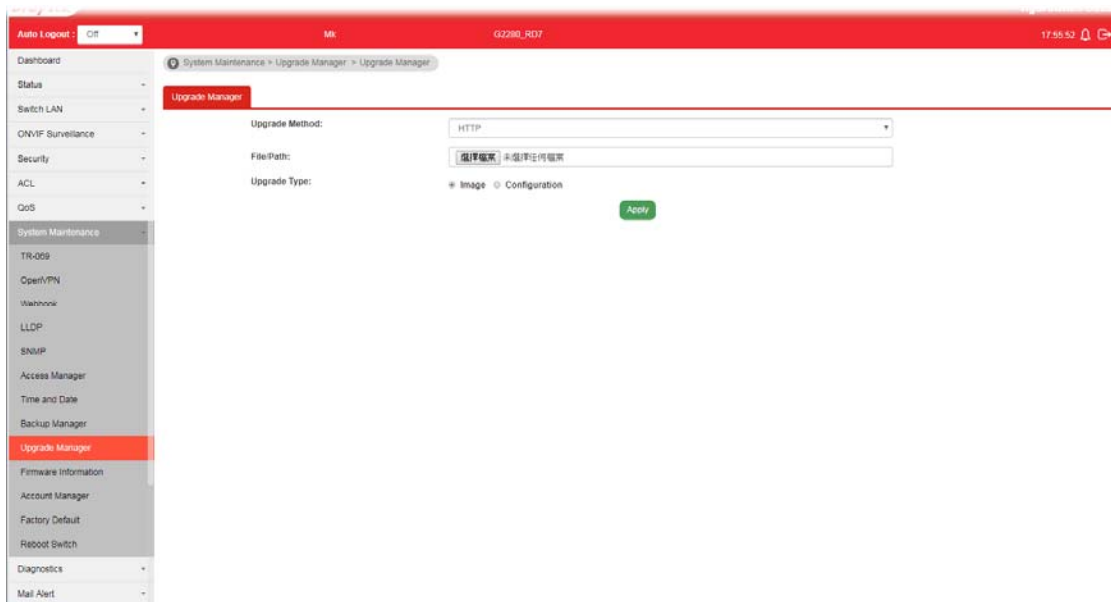 Auto Logout : Off
Mk
G2280_RD7
17:55:52
Dashboard
Status
Switch LAN
ONVIF Surveillance
Security
ACL
QoS
System Maintenance
TR-069
OpenVPN
Webhook
LLDP
SNMP
Access Manager
Time and Date
Backup Manager
Upgrade Manager
Firmware Information
Account Manager
Factory Default
Reboot Switch
Diagnostics
Mail Alert
System Maintenance > Upgrade Manager > Upgrade Manager
Upgrade Manager
Upgrade Method:
HTTP
File/Path:
選擇檔案 未選擇任何檔案
Upgrade Type:
Image Configuration
Apply